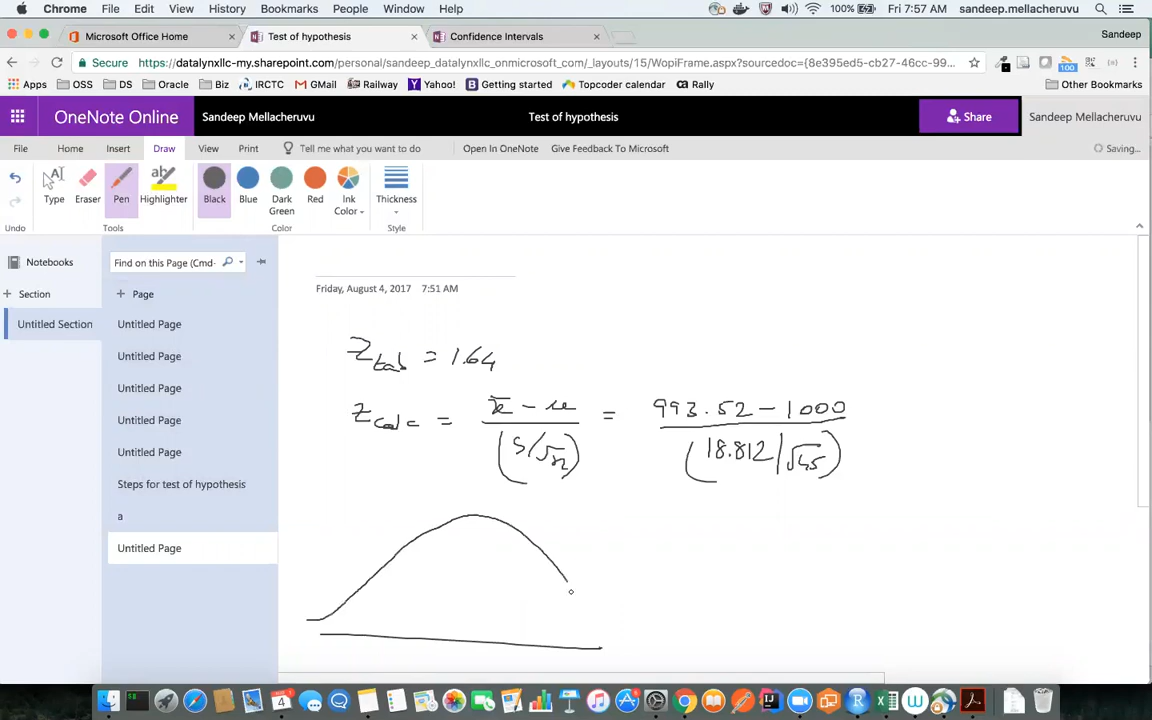 Chrome File Edit View History Bookmarks People Window Help 100% Fri 7:57 AM sandeep.mellacheruvu
Microsoft Office Home × Test of hypothesis × Confidence Intervals × Sandeep
Secure https://datalynxllc-my.sharepoint.com/personal/sandeep_datalynxllc_onmicrosoft_com/_layouts/15/WopiFrame.aspx?sourcedoc={8e395ed5-cb27-46cc-99... 100
Apps OSS DS Oracle Biz IRCTC GMail Railway Yahoo! Getting started Topcoder calendar Rally Other Bookmarks
OneNote Online Sandeep Mellacheruvu Test of hypothesis Share Sandeep Mellacheruvu
File Home Insert Draw View Print Tell me what you want to do Open In OneNote Give Feedback To Microsoft Saving...
Type Eraser Pen Highlighter Black Blue Dark Green Red Ink Color Thickness
Undo Tools Color Style
Notebooks Find on this Page (Cmd-
+ Section + Page
Untitled Section Untitled Page
Untitled Page
Untitled Page
Untitled Page
Untitled Page
Steps for test of hypothesis
a
Untitled Page
Friday, August 4, 2017 7:51 AM
Z tab = 1.64
Z calc = x̄ - μ / (S/√n) = 993.52 - 1000 / (18.812/√45)